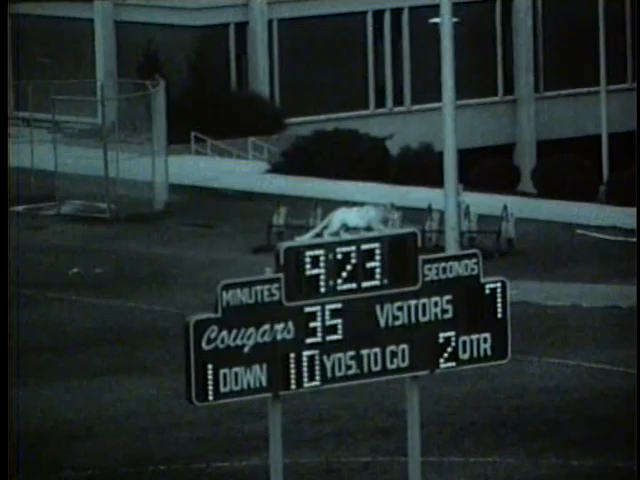 9:23
MINUTES SECONDS
Cougars 35 VISITORS 7
1 DOWN 10 YDS. TO GO 2 QTR